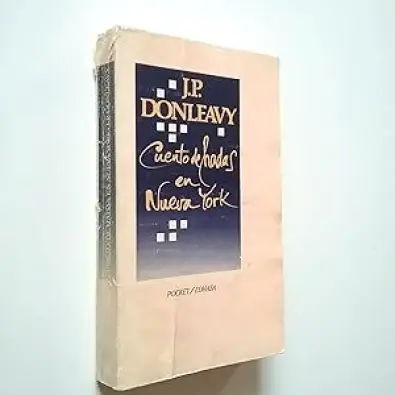 J.P.
DONLEAVY
Cuento de hadas
en
Nueva York
POCKET/EDHASA